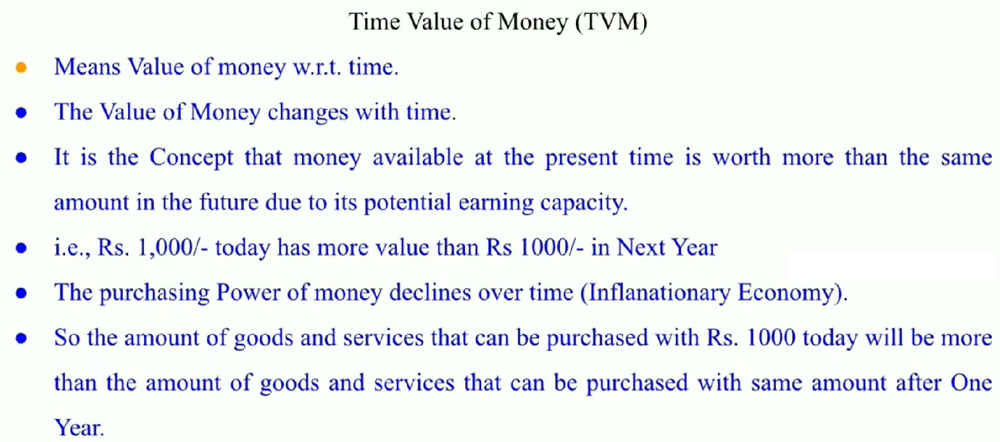 Time Value of Money (TVM)
● Means Value of money w.r.t. time.
● The Value of Money changes with time.
● It is the Concept that money available at the present time is worth more than the same
amount in the future due to its potential earning capacity.
● i.e., Rs. 1,000/- today has more value than Rs 1000/- in Next Year
● The purchasing Power of money declines over time (Inflanationary Economy).
● So the amount of goods and services that can be purchased with Rs. 1000 today will be more
than the amount of goods and services that can be purchased with same amount after One
Year.